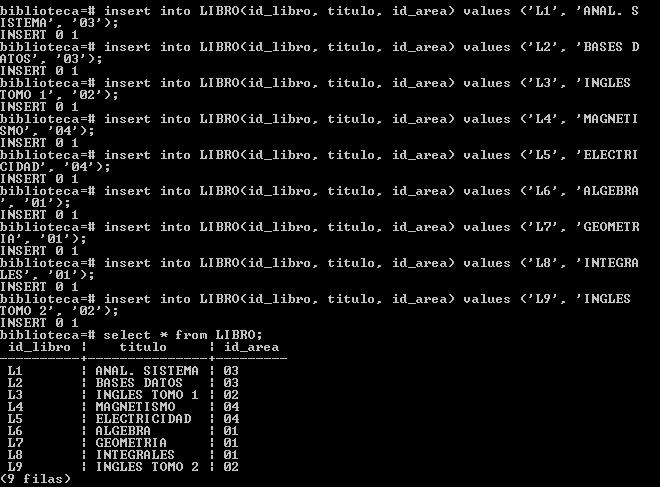 biblioteca=# insert into LIBRO(id_libro, titulo, id_area) values ('L1', 'ANAL. S
ISTEMA', '03');
INSERT 0 1
biblioteca=# insert into LIBRO(id_libro, titulo, id_area) values ('L2', 'BASES D
ATOS', '03');
INSERT 0 1
biblioteca=# insert into LIBRO(id_libro, titulo, id_area) values ('L3', 'INGLES
TOMO 1', '02');
INSERT 0 1
biblioteca=# insert into LIBRO(id_libro, titulo, id_area) values ('L4', 'MAGNETI
SMO', '04');
INSERT 0 1
biblioteca=# insert into LIBRO(id_libro, titulo, id_area) values ('L5', 'ELECTRI
CIDAD', '04');
INSERT 0 1
biblioteca=# insert into LIBRO(id_libro, titulo, id_area) values ('L6', 'ALGEBRA
', '01');
INSERT 0 1
biblioteca=# insert into LIBRO(id_libro, titulo, id_area) values ('L7', 'GEOMETR
IA', '01');
INSERT 0 1
biblioteca=# insert into LIBRO(id_libro, titulo, id_area) values ('L8', 'INTEGRA
LES', '01');
INSERT 0 1
biblioteca=# insert into LIBRO(id_libro, titulo, id_area) values ('L9', 'INGLES
TOMO 2', '02');
INSERT 0 1
biblioteca=# select * from LIBRO;
 id_libro |    titulo     | id_area
----------+---------------+---------
 L1       | ANAL. SISTEMA | 03
 L2       | BASES DATOS   | 03
 L3       | INGLES TOMO 1 | 02
 L4       | MAGNETISMO    | 04
 L5       | ELECTRICIDAD  | 04
 L6       | ALGEBRA       | 01
 L7       | GEOMETRIA     | 01
 L8       | INTEGRALES    | 01
 L9       | INGLES TOMO 2 | 02
(9 filas)